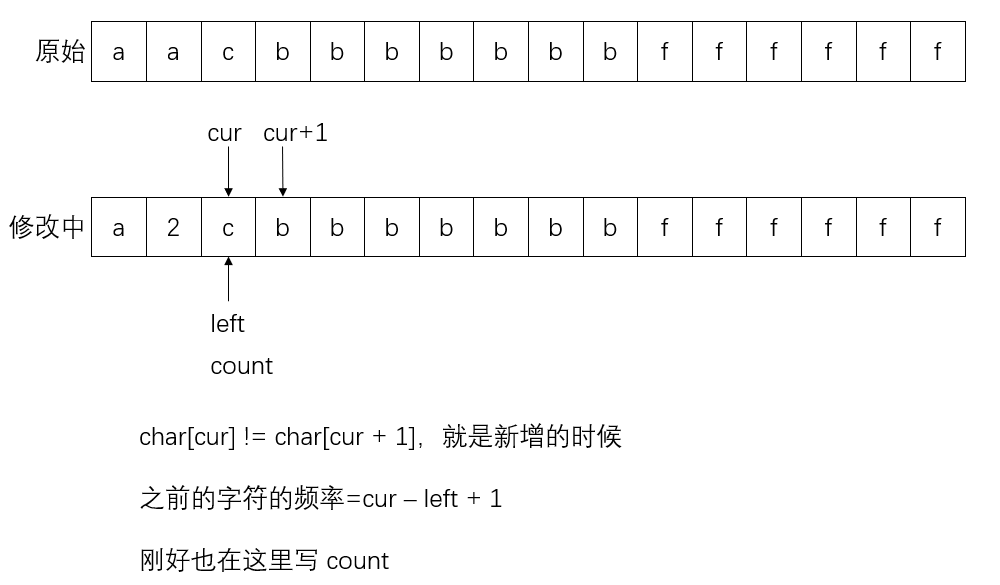 原始 a a c b b b b b b b f f f f f f
cur cur+1
修改中 a 2 c b b b b b b b f f f f f f
left
count
char[cur] != char[cur + 1]，就是新增的时候
之前的字符的频率=cur – left + 1
刚好也在这里写 count